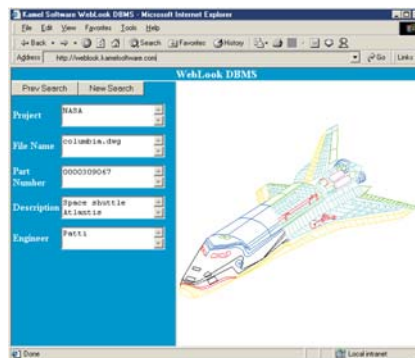 Kamel Software WebLook DBMS - Microsoft Internet Explorer
File Edit View Favorites Tools Help
Back Search Favorites History
Address http://weblook.kamelsoftware.com Go Links
WebLook DBMS
Prev Search New Search
Project NASA
File Name columbia.dwg
Part Number 0000309067
Description Space shuttle
Atlantis
Engineer Patti
Done Local intranet